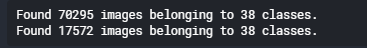 Found 70295 images belonging to 38 classes.
Found 17572 images belonging to 38 classes.